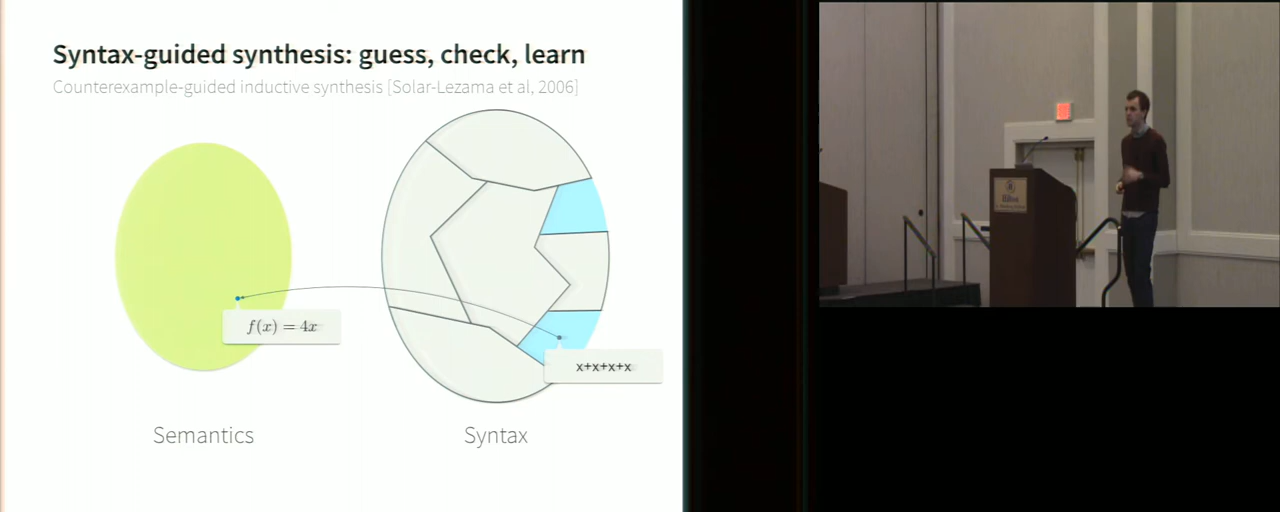 Syntax-guided synthesis: guess, check, learn
Counterexample-guided inductive synthesis [Solar-Lezama et al, 2006]
f(x) = 4x
x+x+x+x
Semantics
Syntax